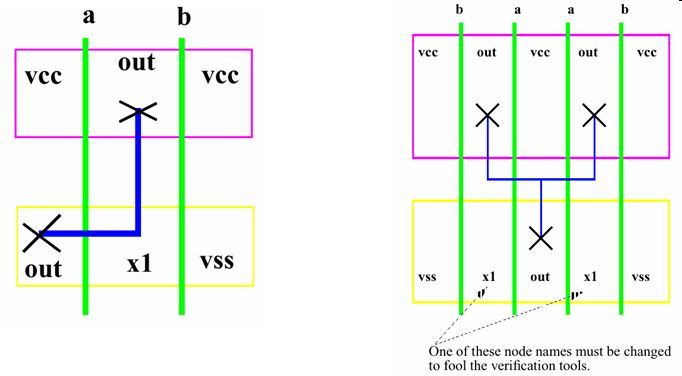 a b
vcc out vcc
out x1 vss
b a a b
vcc out vcc out vcc
vss x1 out x1 vss
One of these node names must be changed
to fool the verification tools.